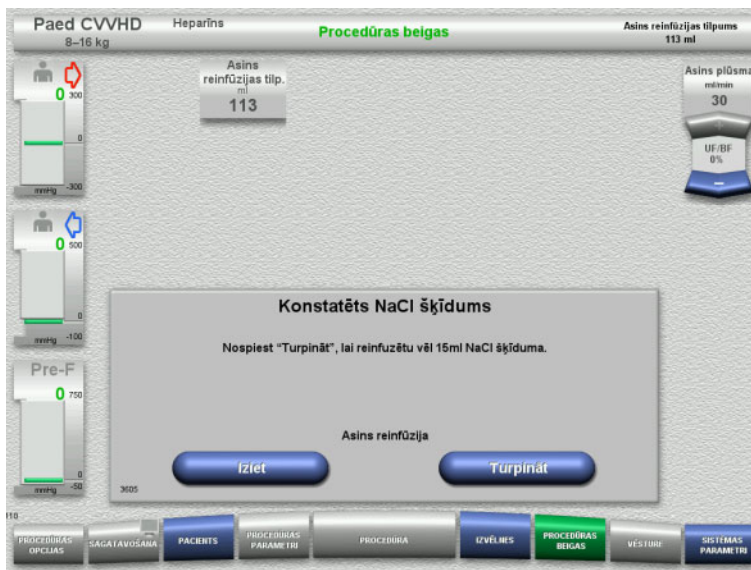 Paed CVVHD
8–16 kg
Heparīns
Procedūras beigas
Asins refūzijas tilpums
113 ml
Asins
reinfūzijas tilp.
ml
113
Asins plūsma
ml/min
30
UF/BF
0%
0
300
0
-300
mmHg
0
500
0
-100
mmHg
Pre-F
0
750
0
-50
mmHg
Konstatēts NaCl šķīdums
Nospiest “Turpināt”, lai reinfuzētu vēl 15ml NaCl šķīduma.
Asins reinfūzija
Iziet
Turpināt
3605
PROCEDŪRAS
OPCIJAS
SAGATAVOŠANA
PACIENTS
PROCEDŪRAS
PARAMETRI
PROCEDŪRA
IZVĒLNES
PROCEDŪRAS
BEIGAS
VĒSTURE
SISTĒMAS
PARAMETRI